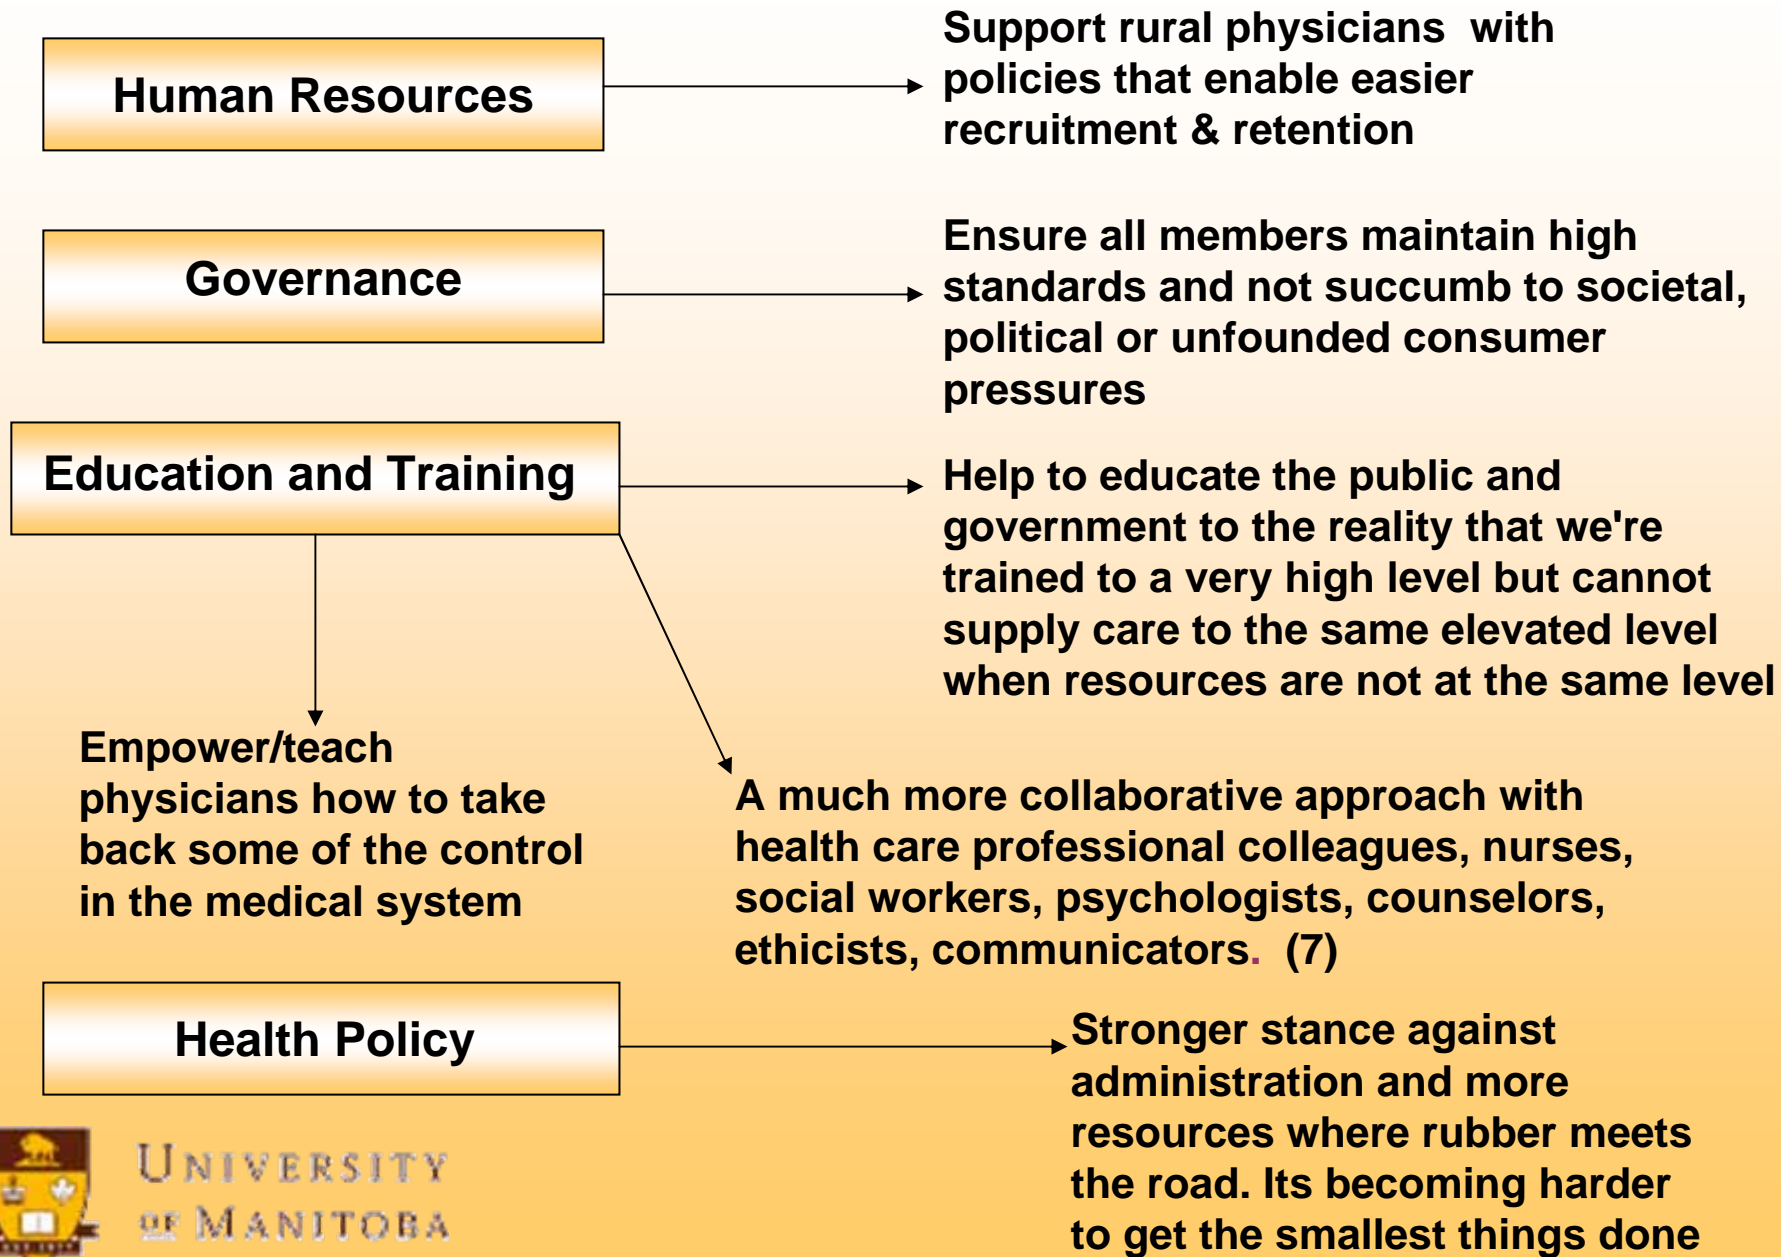 Human Resources
Support rural physicians  with
policies that enable easier
recruitment & retention
Governance
Ensure all members maintain high
standards and not succumb to societal,
political or unfounded consumer
pressures
Education and Training
Help to educate the public and
government to the reality that we're
trained to a very high level but cannot
supply care to the same elevated level
when resources are not at the same level
Empower/teach
physicians how to take
back some of the control
in the medical system
A much more collaborative approach with
health care professional colleagues, nurses,
social workers, psychologists, counselors,
ethicists, communicators.  (7)
Health Policy
Stronger stance against
administration and more
resources where rubber meets
the road. Its becoming harder
to get the smallest things done
UNIVERSITY
OF MANITOBA